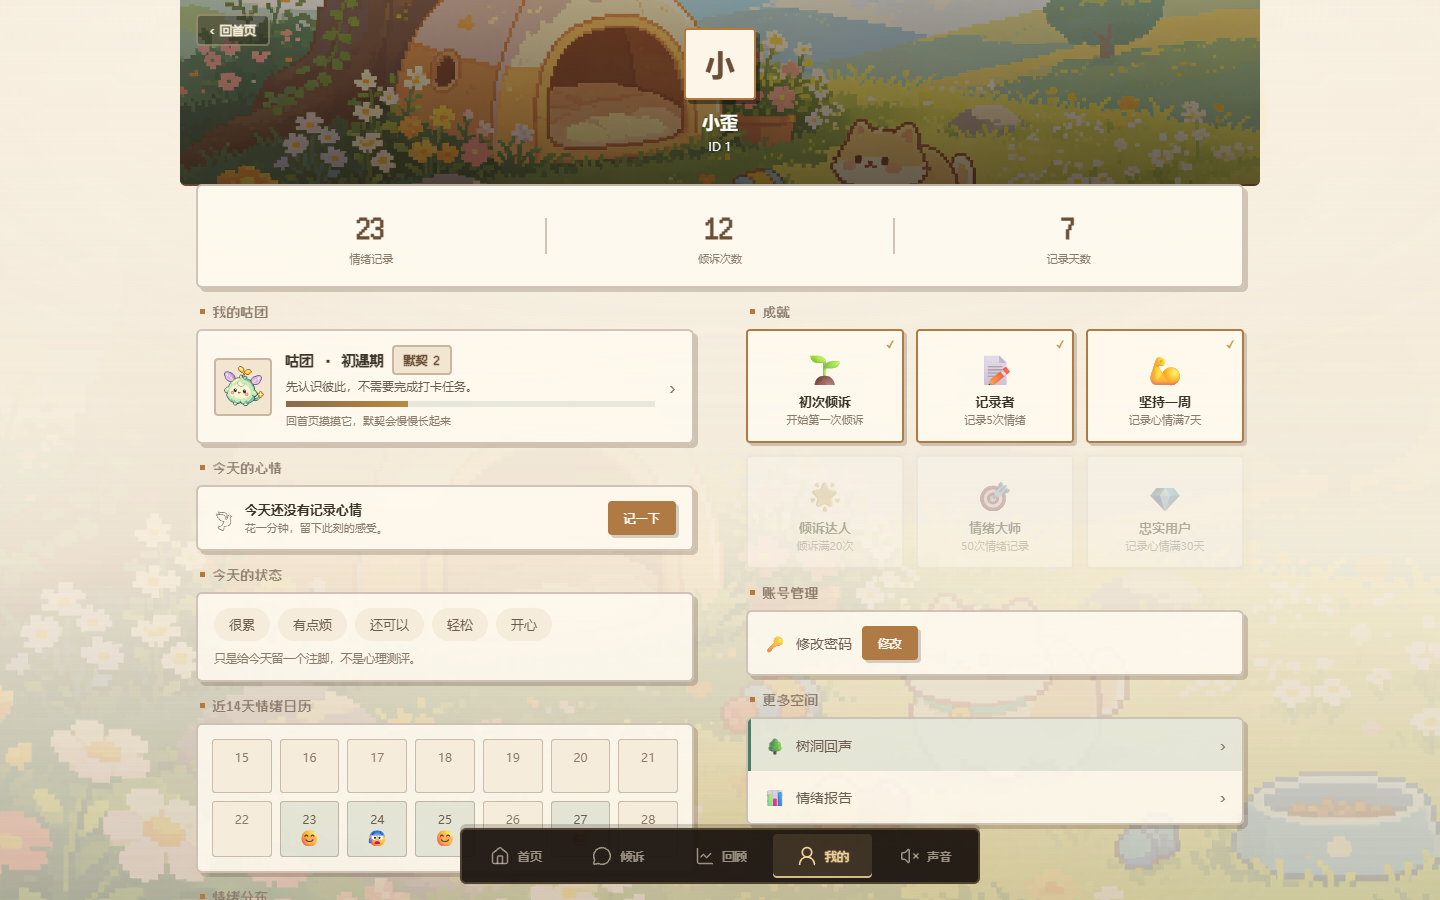 ‹ 回首页
小
小歪
ID 1
23
情绪记录
12
倾诉次数
7
记录天数
我的咕团
咕团 · 初遇期 默契 2
先认识彼此，不需要完成打卡任务。
回首页摸摸它，默契会慢慢长起来
›
今天的心情
今天还没有记录心情
花一分钟，留下此刻的感受。
记一下
今天的状态
很累 有点烦 还可以 轻松 开心
只是给今天留一个注脚，不是心理测评。
近14天情绪日历
15 16 17 18 19 20 21
22 23 24 25 26 27 28
情绪分布
成就
✓
初次倾诉
开始第一次倾诉
✓
记录者
记录5次情绪
✓
坚持一周
记录心情满7天
倾诉达人
倾诉满20次
情绪大师
50次情绪记录
忠实用户
记录心情满30天
账号管理
修改密码 修改
更多空间
树洞回声 ›
情绪报告 ›
首页 倾诉 回顾 我的 声音